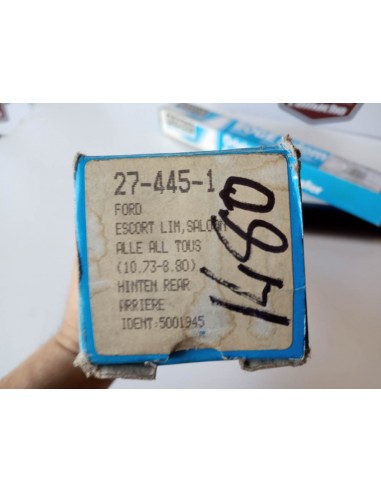 27-445-1
FORD
ESCORT LIM,SALOON
ALLE ALL TOUS
(10.73-8.80)
HINTEN REAR
ARRIERE
IDENT:5001945
1480